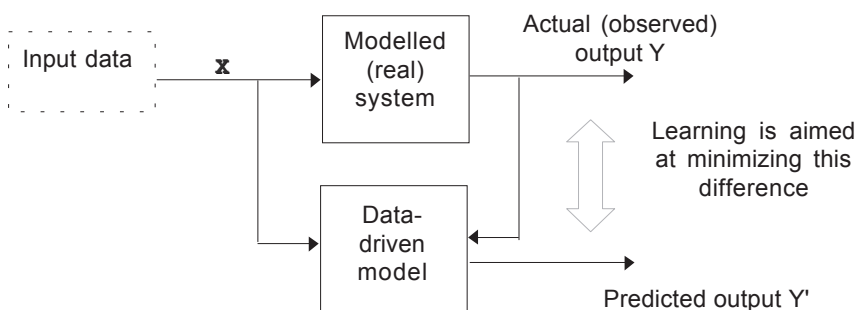 Input data
X
Modelled
(real)
system
Actual (observed)
output Y
Learning is aimed
at minimizing this
difference
Data-
driven
model
Predicted output Y'